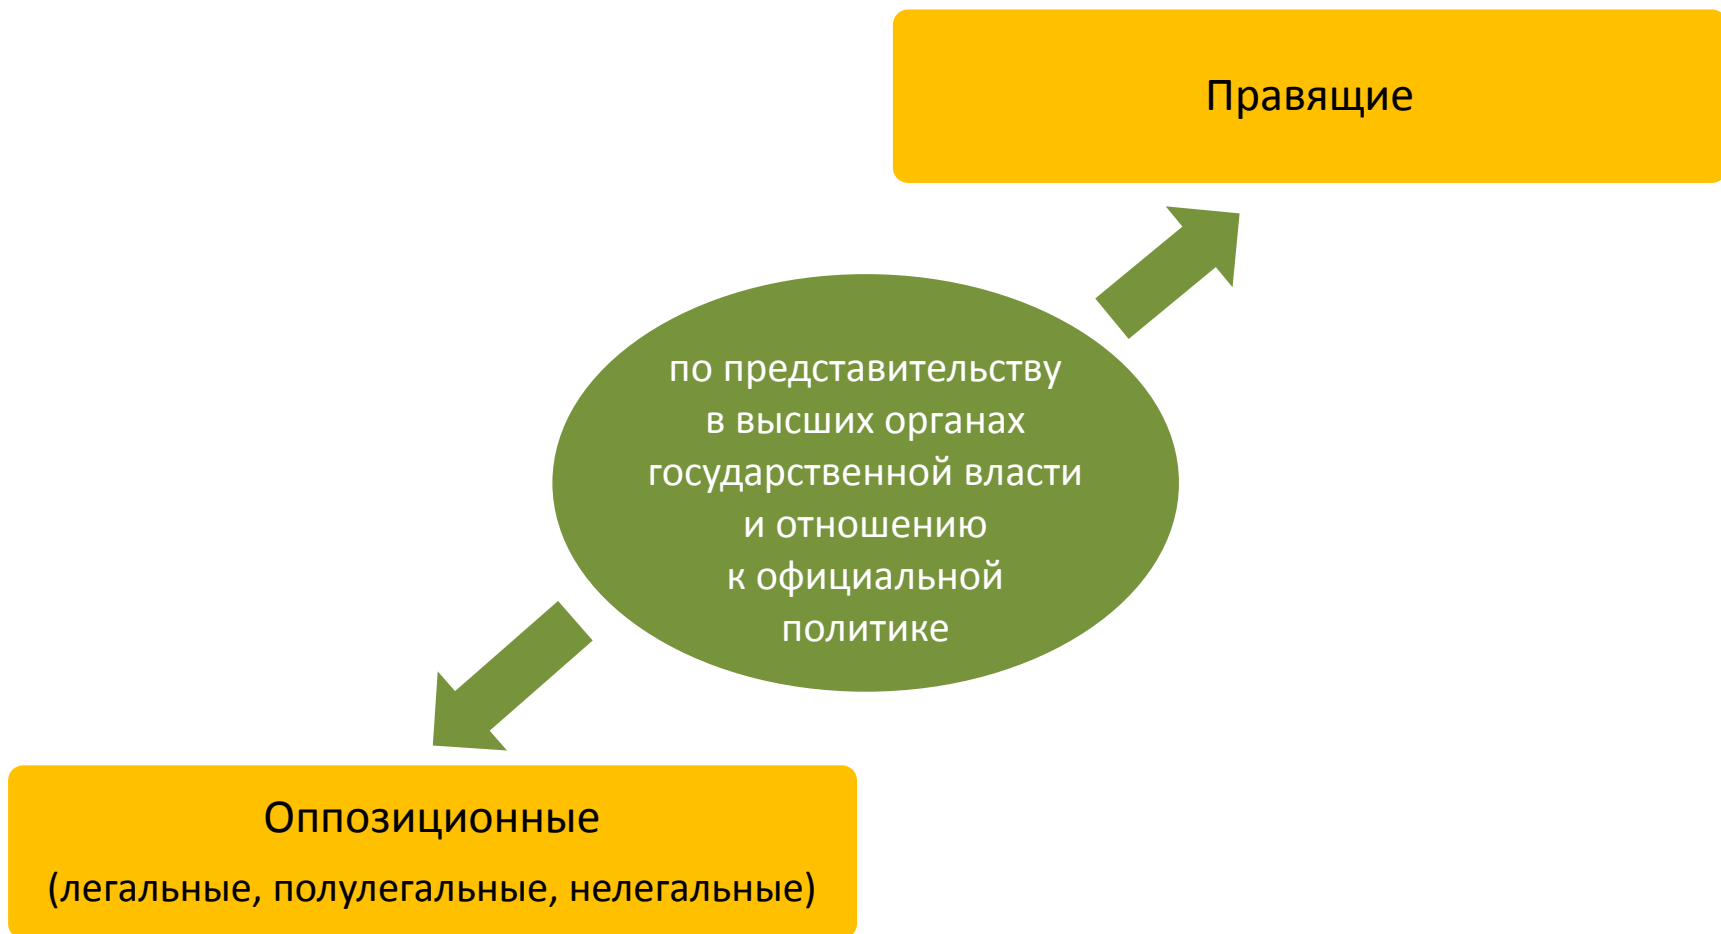 Правящие
по представительству
в высших органах
государственной власти
и отношению
к официальной
политике
Оппозиционные
(легальные, полулегальные, нелегальные)